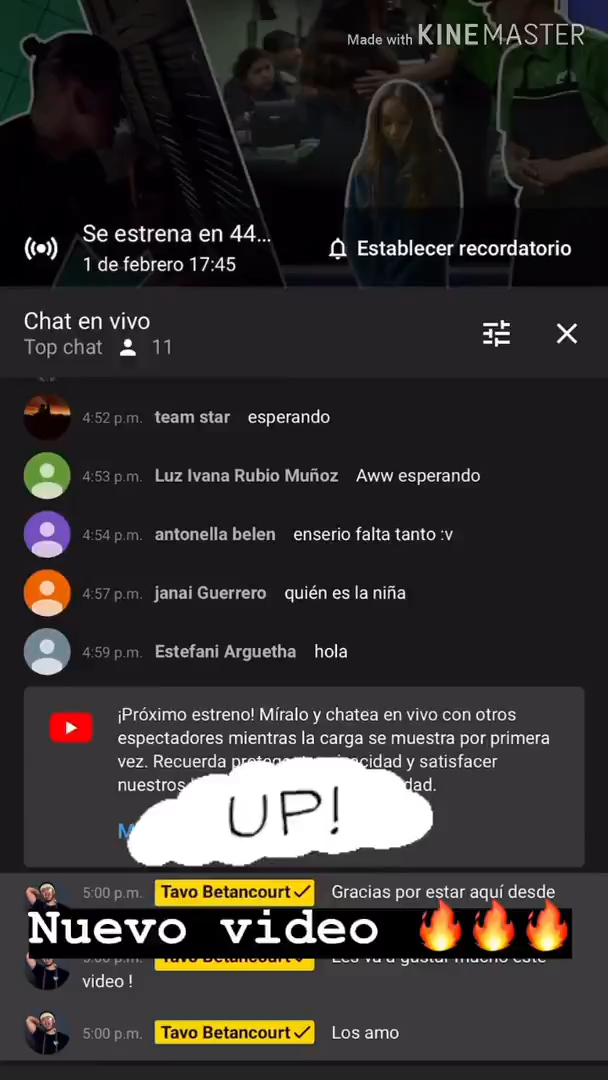 Made with KINEMASTER
Se estrena en 44...
1 de febrero 17:45
Establecer recordatorio
Chat en vivo
Top chat 11
4:52 p.m. team star esperando
4:53 p.m. Luz Ivana Rubio Muñoz Aww esperando
4:54 p.m. antonella belen enserio falta tanto :v
4:57 p.m. janai Guerrero quién es la niña
4:59 p.m. Estefani Arguetha hola
¡Próximo estreno! Míralo y chatea en vivo con otros
espectadores mientras la carga se muestra por primera
vez. Recuerda y satisfacer
nuestros
UP!
5:00 p.m. Tavo Betancourt Gracias por estar aquí desde
Nuevo video 🔥🔥🔥
5:00 p.m. Tavo Betancourt Les va a gustar mucho este
video !
5:00 p.m. Tavo Betancourt Los amo